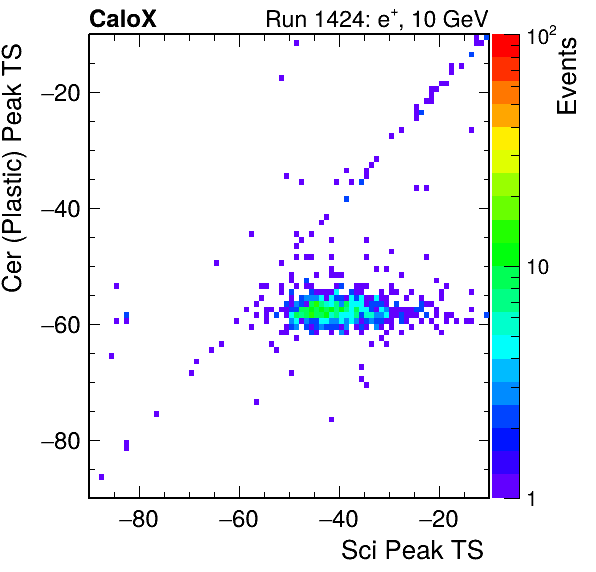 CaloX
Run 1424: e⁺, 10 GeV
Cer (Plastic) Peak TS
−20
−40
−60
−80
−80
−60
−40
−20
Sci Peak TS
10²
10
1
Events